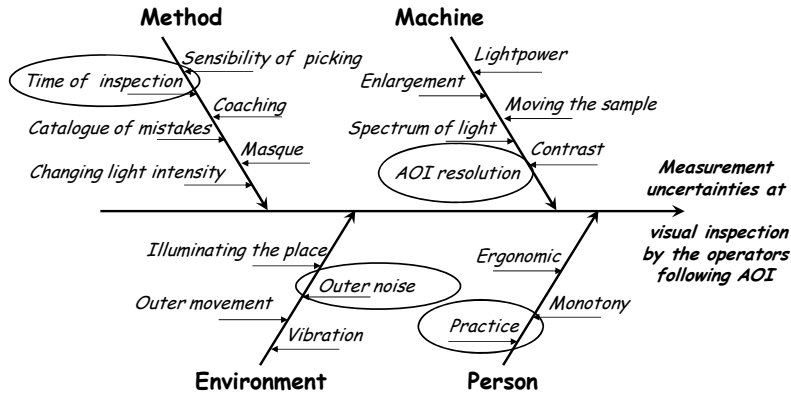 Method
Machine
Sensibility of picking
Time of inspection
Coaching
Catalogue of mistakes
Masque
Changing light intensity
Lightpower
Enlargement
Moving the sample
Spectrum of light
Contrast
AOI resolution
Measurement
uncertainties at
visual inspection
by the operators
following AOI
Illuminating the place
Outer noise
Outer movement
Vibration
Ergonomic
Monotony
Practice
Environment
Person